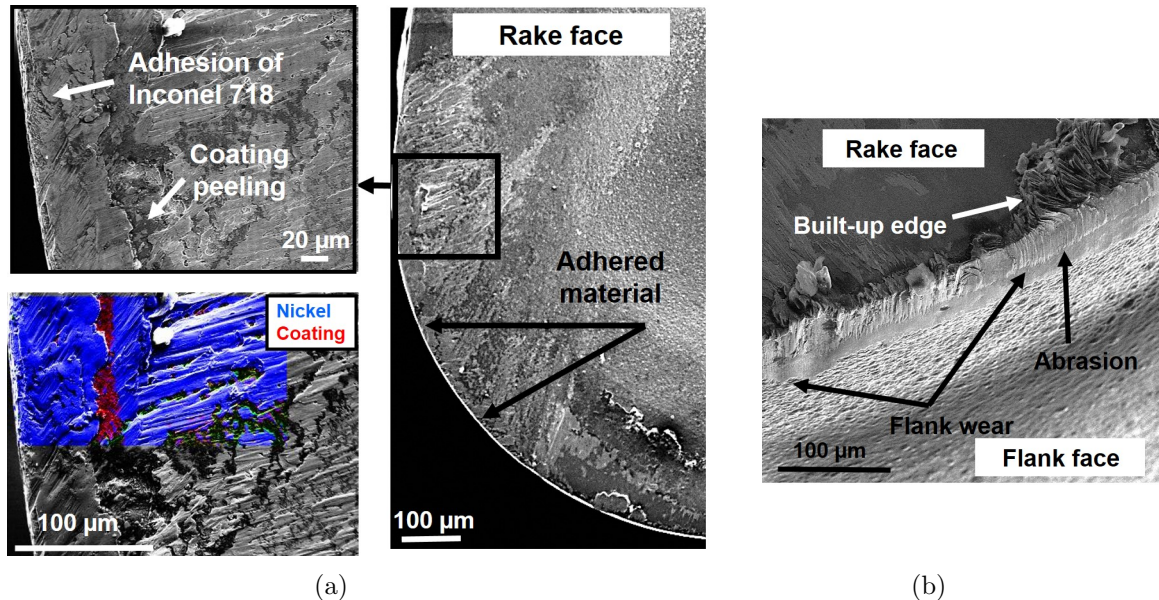 Adhesion of
Inconel 718
Coating
peeling
20 µm
Nickel
Coating
100 µm
Rake face
Adhered
material
100 µm
(a)
Rake face
Built-up edge
Abrasion
Flank wear
100 µm
Flank face
(b)